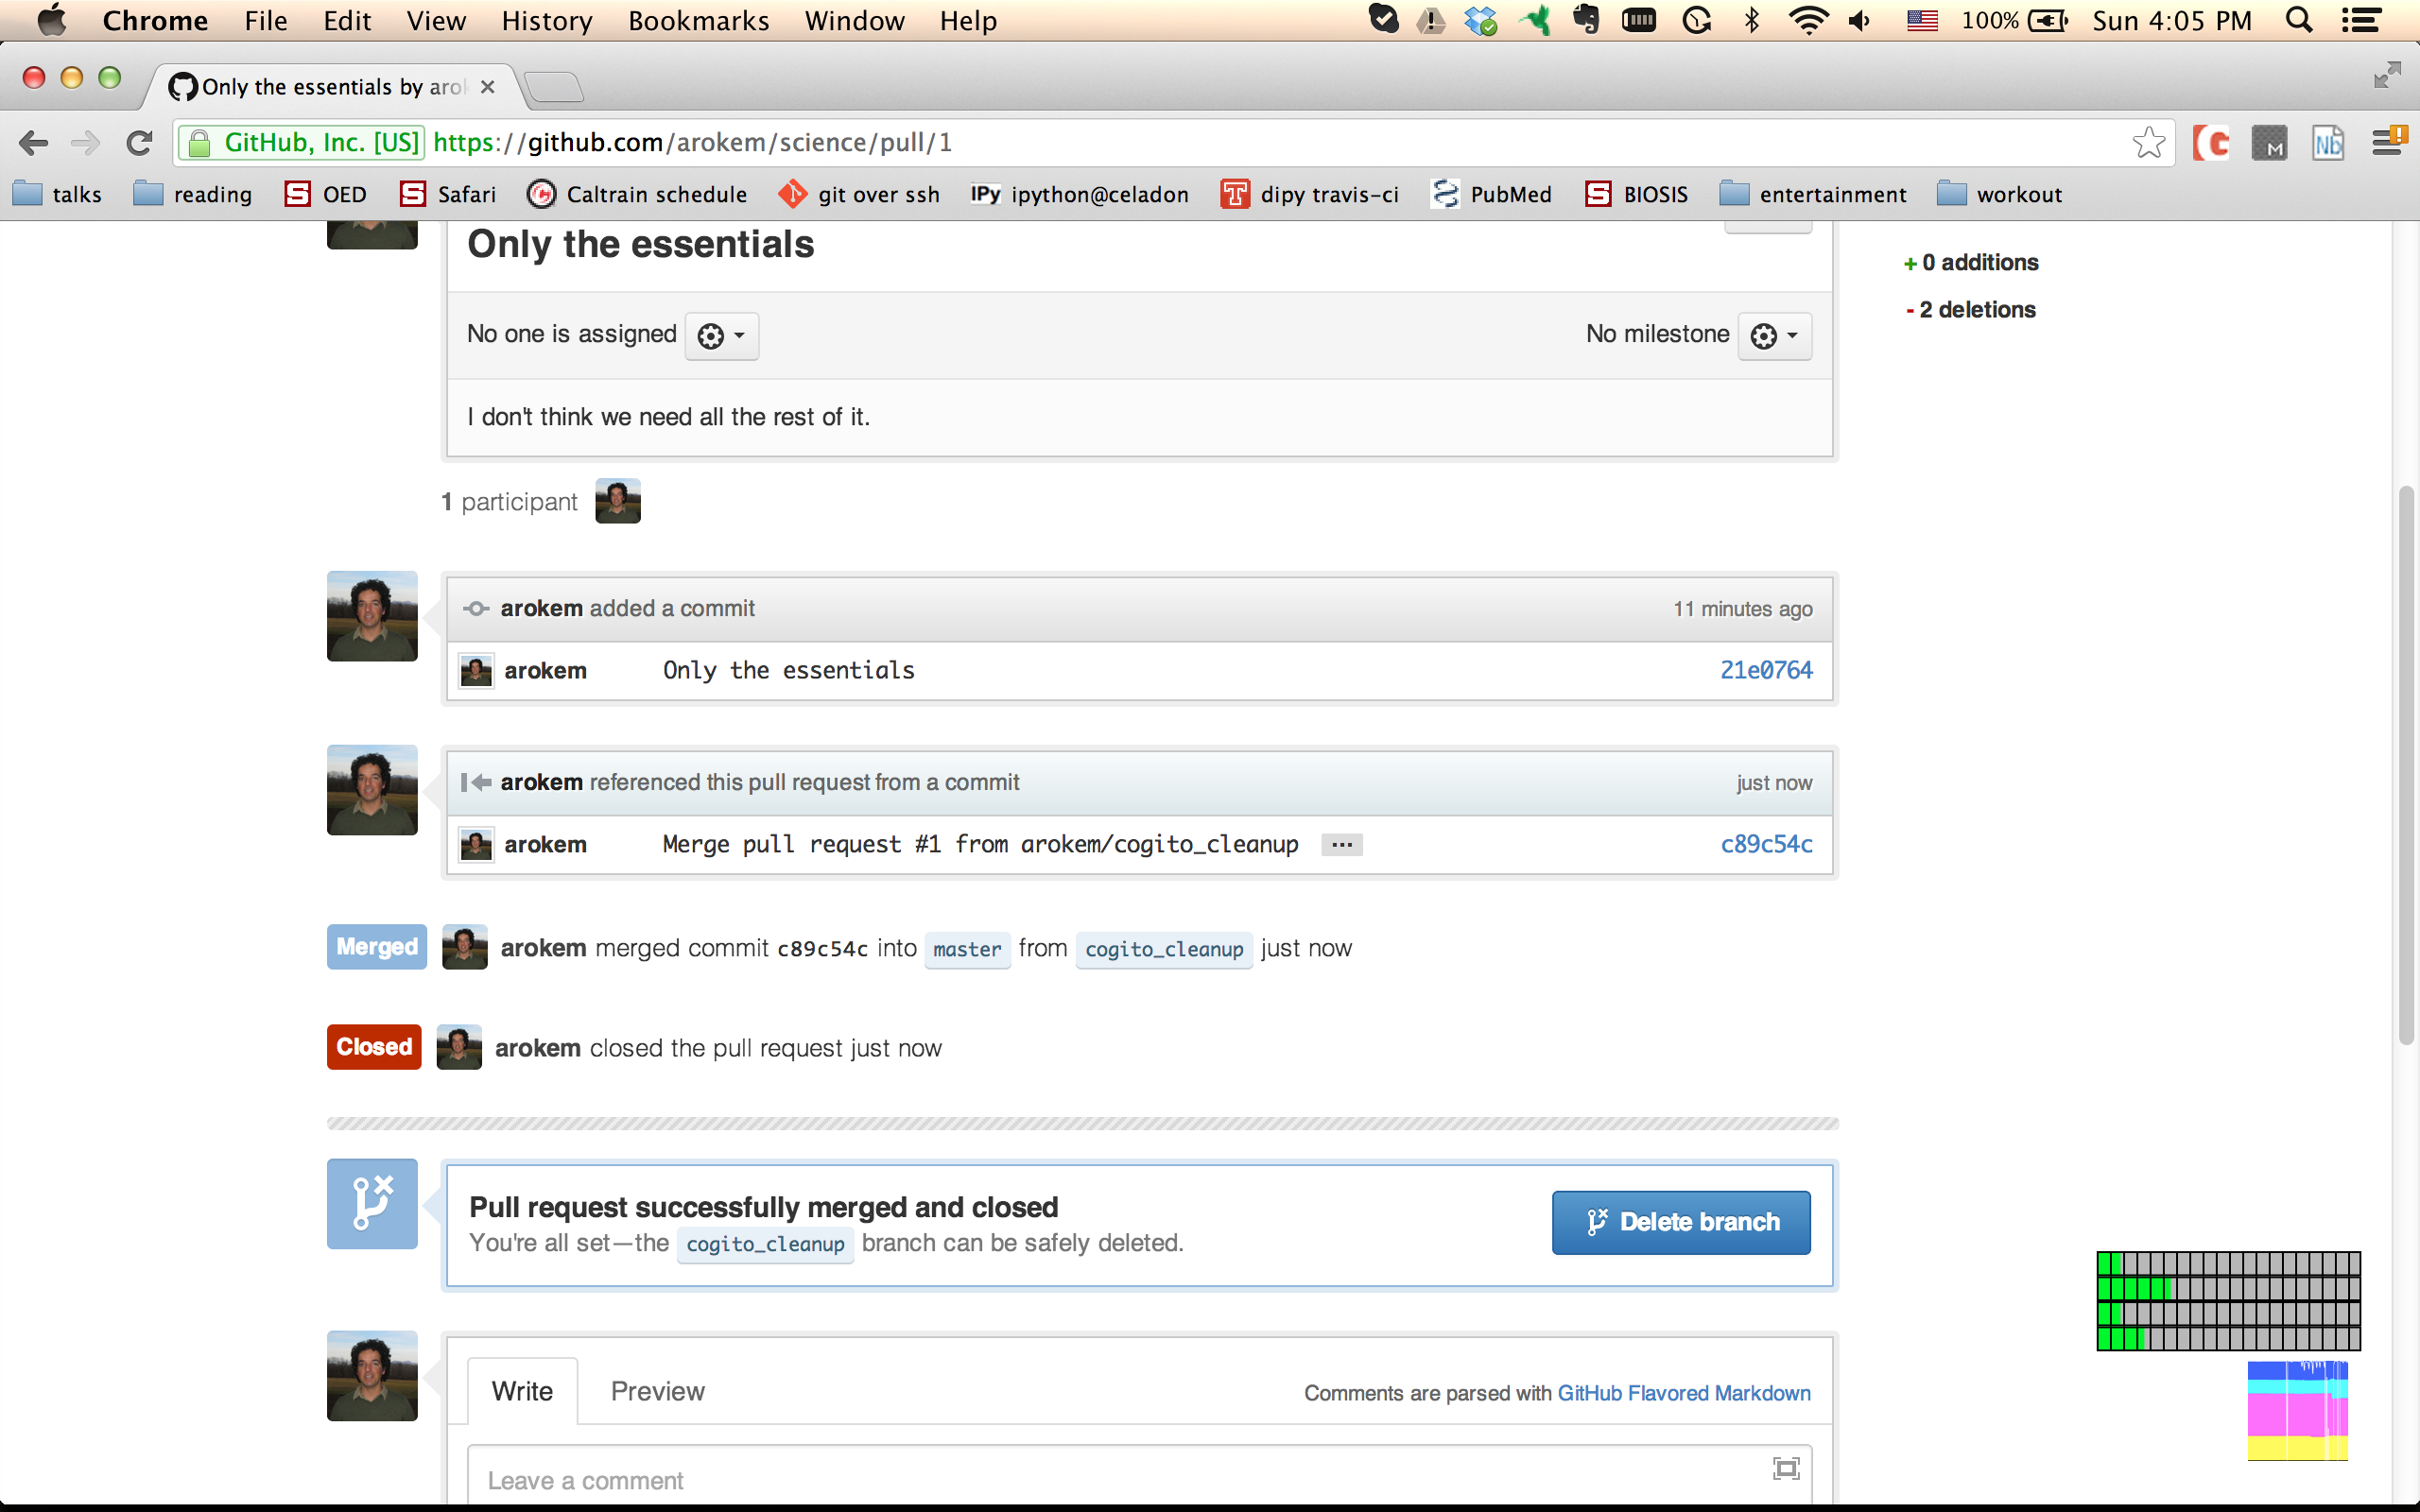 Chrome File Edit View History Bookmarks Window Help 100% Sun 4:05 PM
Only the essentials by arok
GitHub, Inc. [US] https://github.com/arokem/science/pull/1
talks reading OED Safari Caltrain schedule git over ssh IPy ipython@celadon dipy travis-ci PubMed BIOSIS entertainment workout
Only the essentials
+ 0 additions
- 2 deletions
No one is assigned No milestone
I don't think we need all the rest of it.
1 participant
arokem added a commit 11 minutes ago
arokem Only the essentials 21e0764
arokem referenced this pull request from a commit just now
arokem Merge pull request #1 from arokem/cogito_cleanup ... c89c54c
Merged arokem merged commit c89c54c into master from cogito_cleanup just now
Closed arokem closed the pull request just now
Pull request successfully merged and closed
You're all set—the cogito_cleanup branch can be safely deleted.
Delete branch
Write Preview Comments are parsed with GitHub Flavored Markdown
Leave a comment